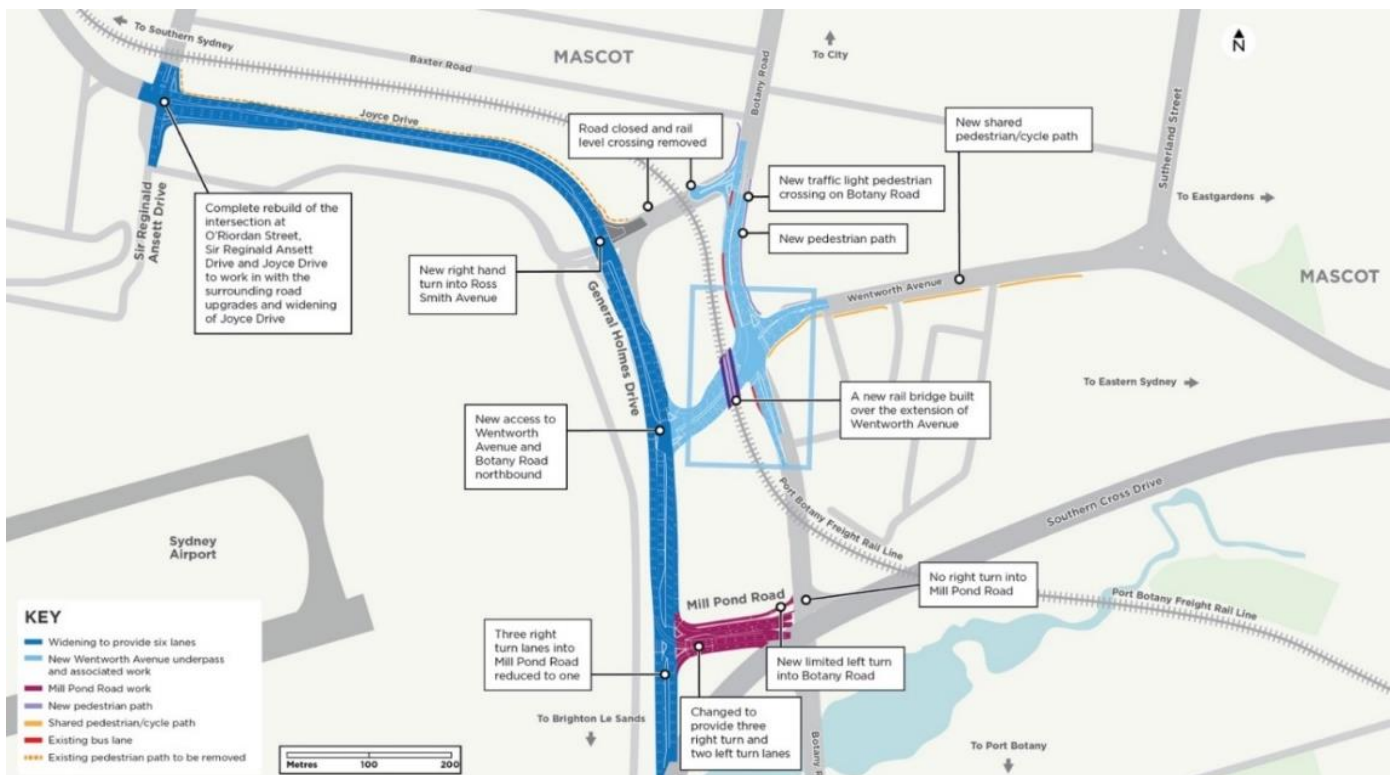 To Southern Sydney
Baxter Road
MASCOT
Botany Road
To City
N
Joyce Drive
Road closed and rail
level crossing removed
New shared
pedestrian/cycle path
Sutherland Street
To Eastgardens
New traffic light pedestrian
crossing on Botany Road
New pedestrian path
Sir Reginald
Ansett Drive
Complete rebuild of the
intersection at
O'Riordan Street,
Sir Reginald Ansett
Drive and Joyce Drive
to work in with the
surrounding road
upgrades and widening
of Joyce Drive
New right hand
turn into Ross
Smith Avenue
General Holmes Drive
Wentworth Avenue
MASCOT
To Eastern Sydney
A new rail bridge built
over the extension of
Wentworth Avenue
New access to
Wentworth
Avenue and
Botany Road
northbound
Port Botany Freight Rail Line
Southern Cross Drive
Sydney
Airport
Mill Pond Road
No right turn into
Mill Pond Road
Port Botany Freight Rail Line
Three right
turn lanes into
Mill Pond Road
reduced to one
New limited left turn
into Botany Road
Changed to
provide three
right turn and
two left turn lanes
To Brighton Le Sands
To Port Botany
Botany R
KEY
Widening to provide six lanes
New Wentworth Avenue underpass
and associated work
Mill Pond Road work
New pedestrian path
Shared pedestrian/cycle path
Existing bus lane
Existing pedestrian path to be removed
Metres 100 200